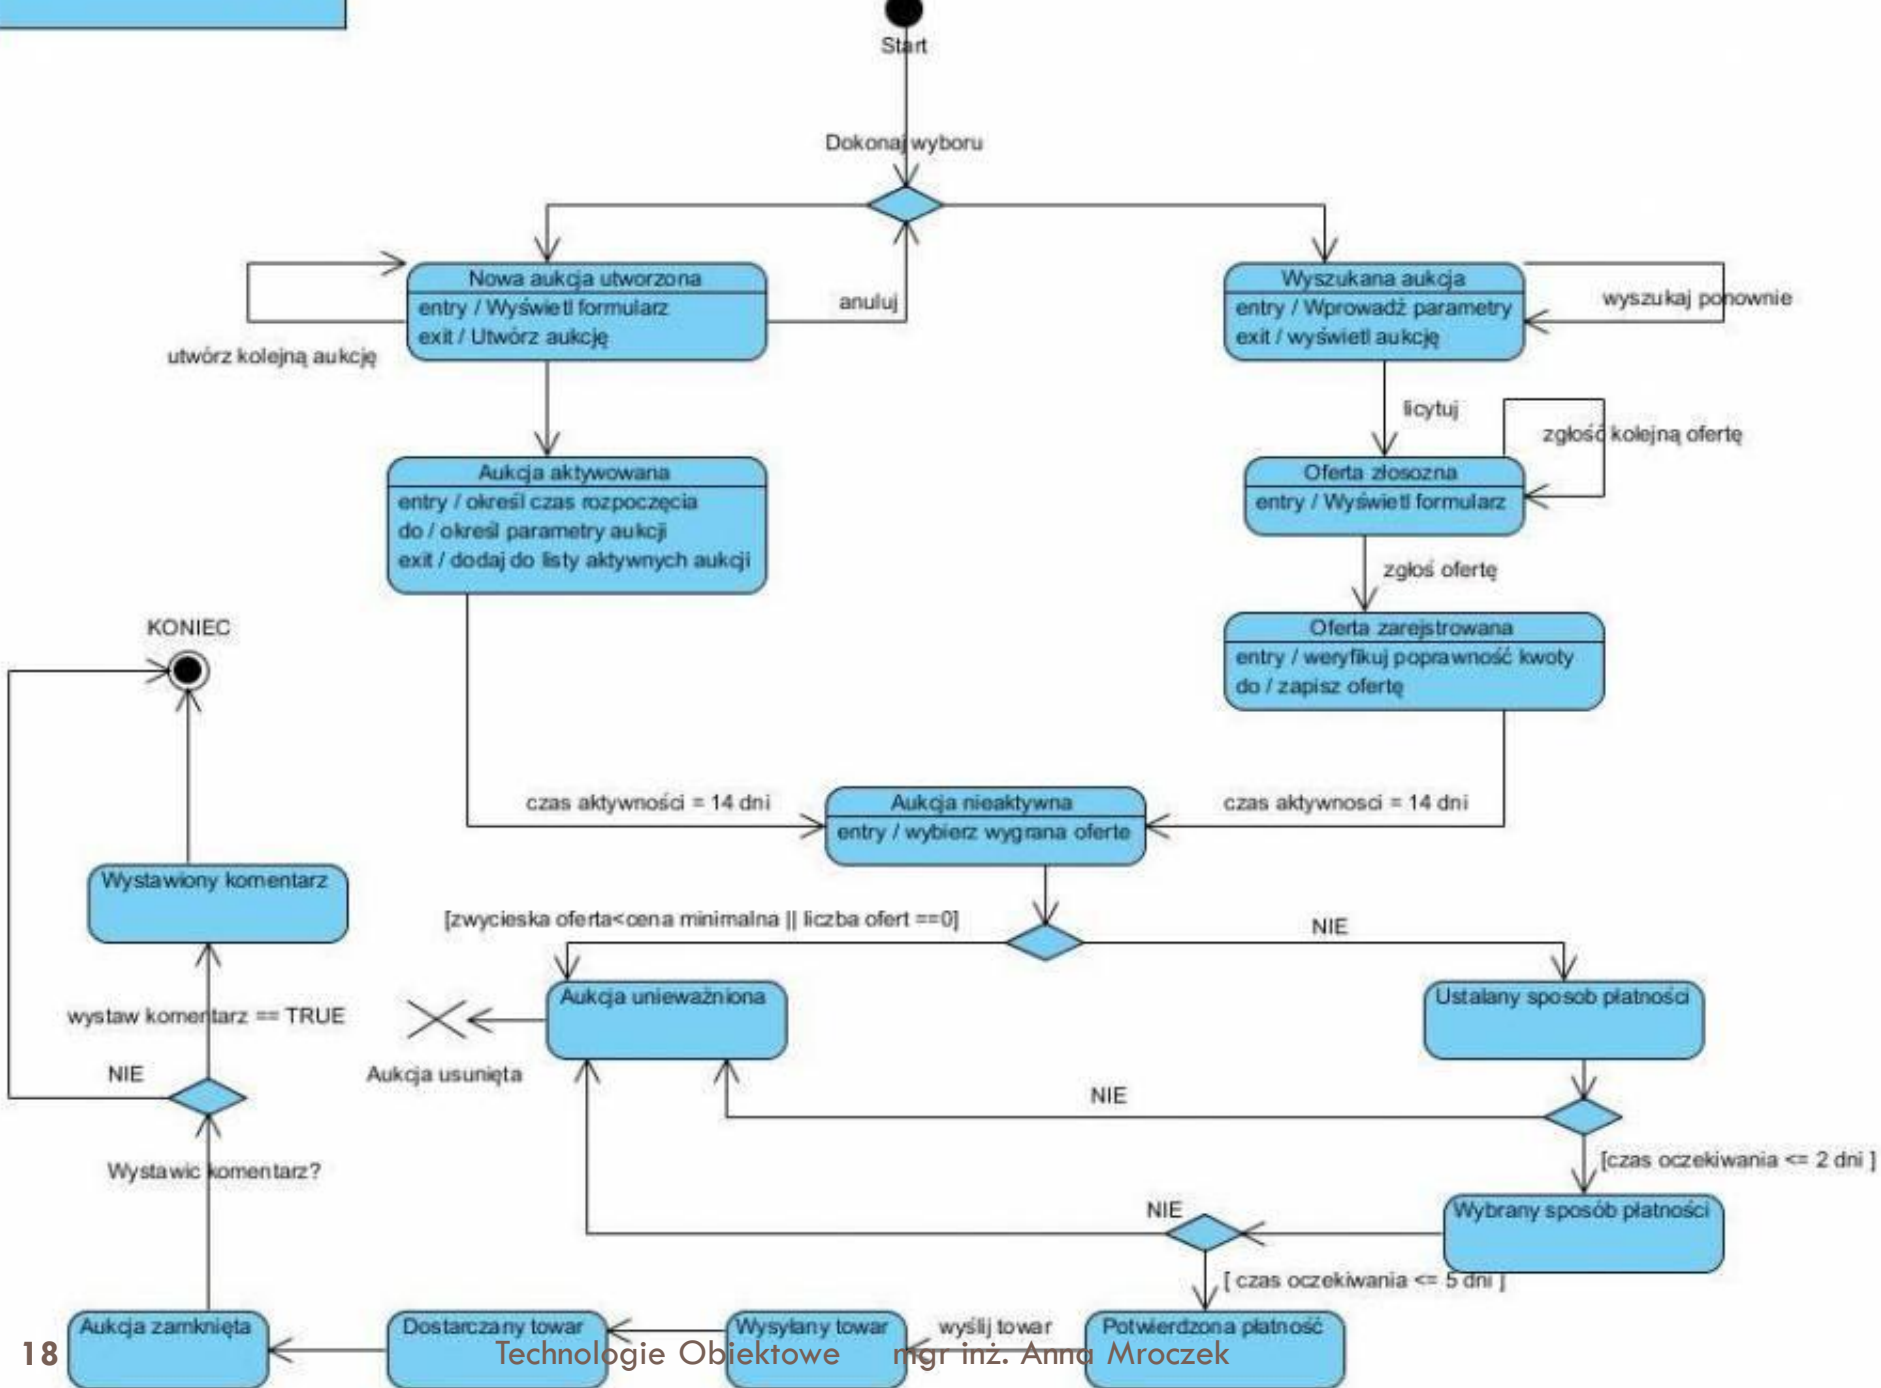 Start
Dokonaj wyboru
Nowa aukcja utworzona
entry / Wyświetl formularz
exit / Utwórz aukcję
anuluj
utwórz kolejną aukcję
Wyszukana aukcja
entry / Wprowadź parametry
exit / wyświetl aukcję
wyszukaj ponownie
licytuj
zgłość kolejną ofertę
Aukcja aktywowana
entry / określ czas rozpoczęcia
do / określ parametry aukcji
exit / dodaj do listy aktywnych aukcji
Oferta złosozna
entry / Wyświetl formularz
zgłoś ofertę
KONIEC
Oferta zarejstrowana
entry / weryfikuj poprawność kwoty
do / zapisz ofertę
czas aktywności = 14 dni
Aukcja nieaktywna
entry / wybierz wygrana oferte
czas aktywnosci = 14 dni
Wystawiony komentarz
[zwycieska oferta<cena minimalna || liczba ofert ==0]
NIE
Aukcja unieważniona
Ustalany sposob płatności
wystaw komentarz == TRUE
NIE
Aukcja usunięta
NIE
[czas oczekiwania <= 2 dni ]
Wystawic komentarz?
NIE
Wybrany sposób płatności
[ czas oczekiwania <= 5 dni ]
Aukcja zamknięta
Dostarczany towar
Wysyłany towar
wyślij towar
Potwierdzona płatność
18
Technologie Obiektowe mgr inż. Anna Mroczek